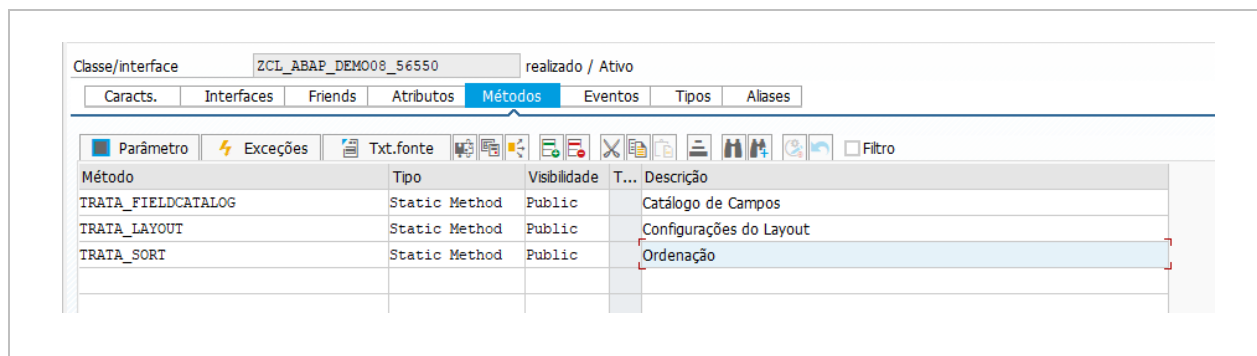 Classe/interface ZCL_ABAP_DEMO08_56550 realizado / Ativo
Caracts. Interfaces Friends Atributos Métodos Eventos Tipos Aliases
Parâmetro Exceções Txt.fonte Filtro
Método Tipo Visibilidade T... Descrição
TRATA_FIELDCATALOG Static Method Public Catálogo de Campos
TRATA_LAYOUT Static Method Public Configurações do Layout
TRATA_SORT Static Method Public Ordenação